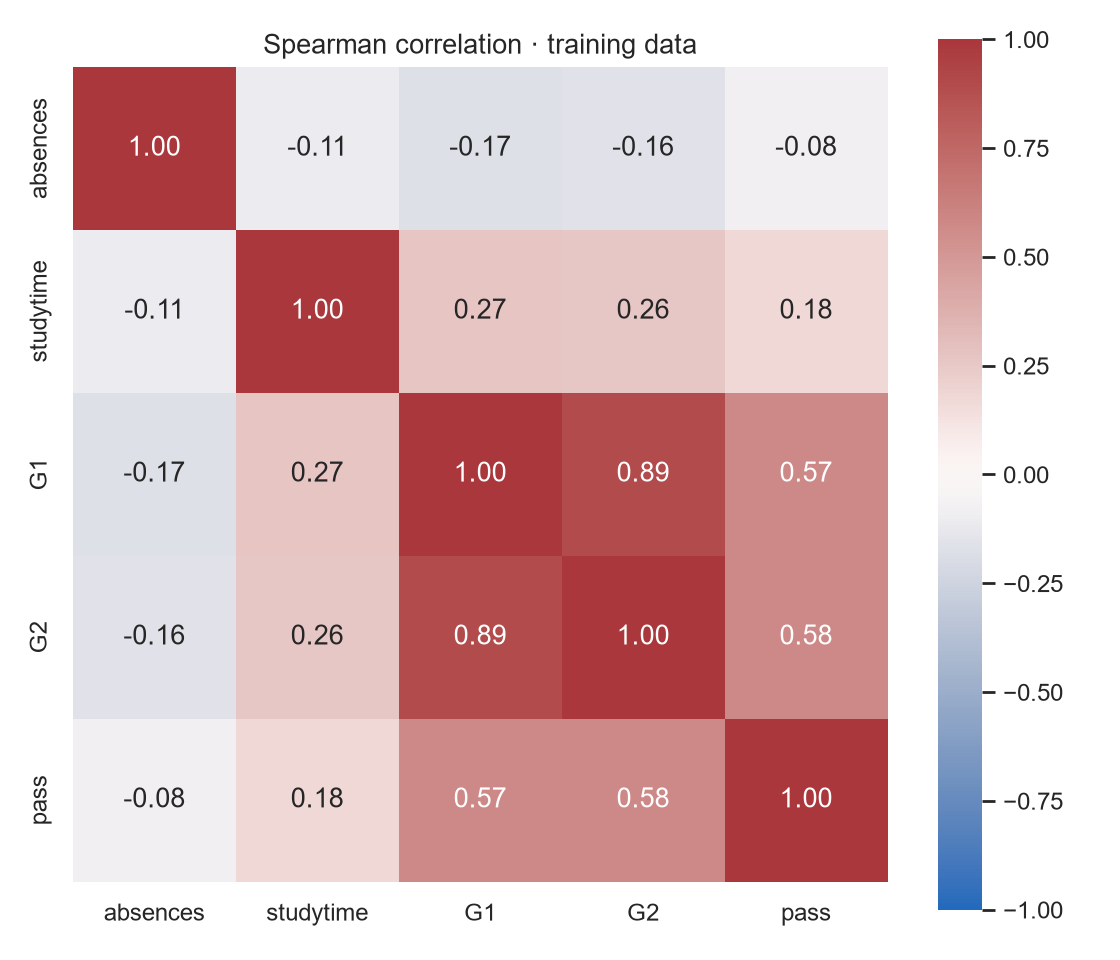 Spearman correlation · training data
absences 1.00 -0.11 -0.17 -0.16 -0.08
studytime -0.11 1.00 0.27 0.26 0.18
G1 -0.17 0.27 1.00 0.89 0.57
G2 -0.16 0.26 0.89 1.00 0.58
pass -0.08 0.18 0.57 0.58 1.00
absences studytime G1 G2 pass
1.00
0.75
0.50
0.25
0.00
−0.25
−0.50
−0.75
−1.00